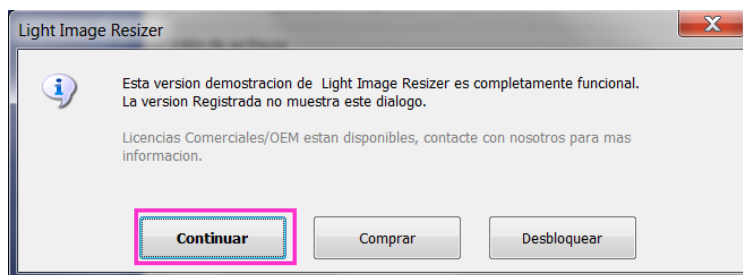 Light Image Resizer
Esta version demostracion de Light Image Resizer es completamente funcional.
La version Registrada no muestra este dialogo.
Licencias Comerciales/OEM estan disponibles, contacte con nosotros para mas
informacion.
Continuar
Comprar
Desbloquear